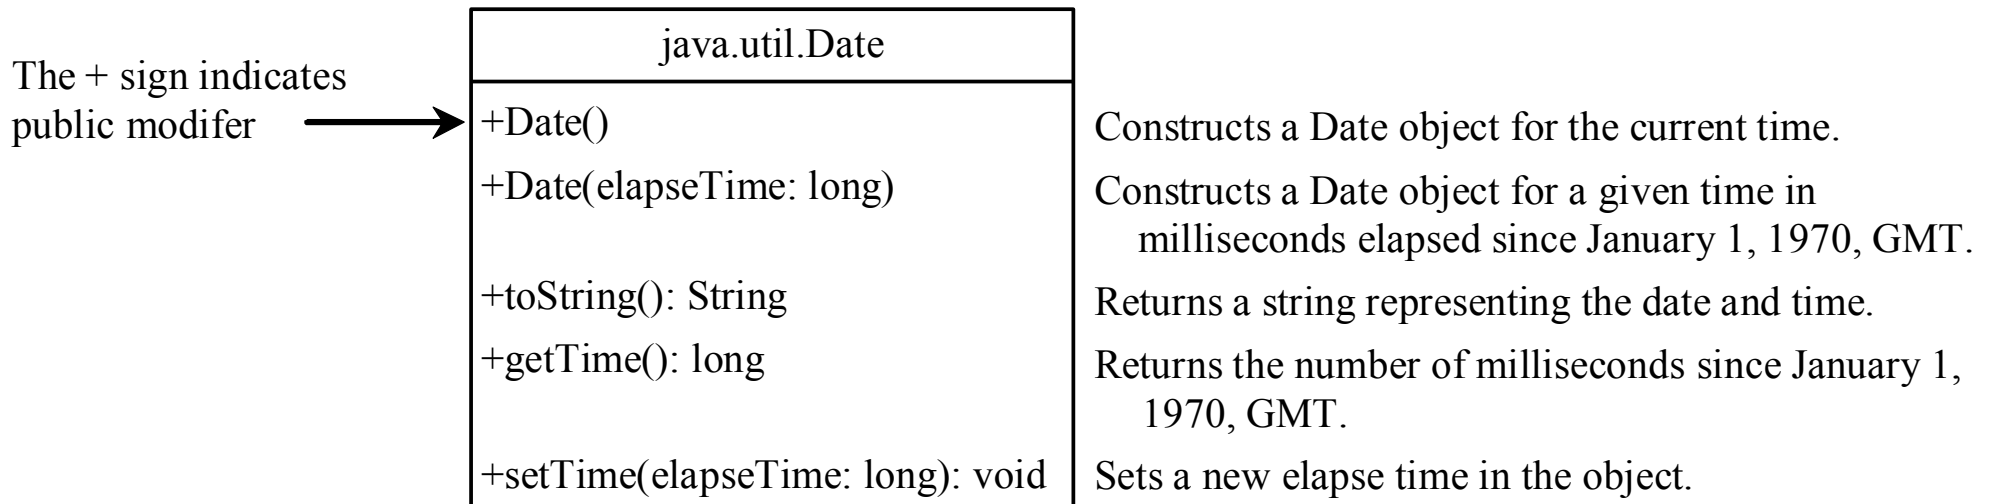 java.util.Date
The + sign indicates
public modifer
+Date()
Constructs a Date object for the current time.
+Date(elapseTime: long)
Constructs a Date object for a given time in
milliseconds elapsed since January 1, 1970, GMT.
+toString(): String
Returns a string representing the date and time.
+getTime(): long
Returns the number of milliseconds since January 1,
1970, GMT.
+setTime(elapseTime: long): void
Sets a new elapse time in the object.